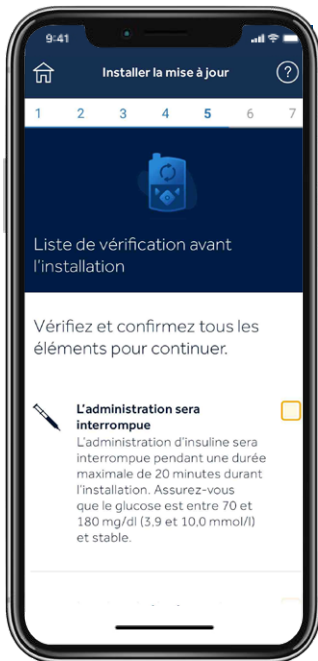 9:41
Installer la mise à jour
?
1 2 3 4 5 6 7
Liste de vérification avant
l'installation
Vérifiez et confirmez tous les
éléments pour continuer.
L'administration sera
interrompue
L'administration d'insuline sera
interrompue pendant une durée
maximale de 20 minutes durant
l'installation. Assurez-vous
que le glucose est entre 70 et
180 mg/dl (3,9 et 10,0 mmol/l)
et stable.